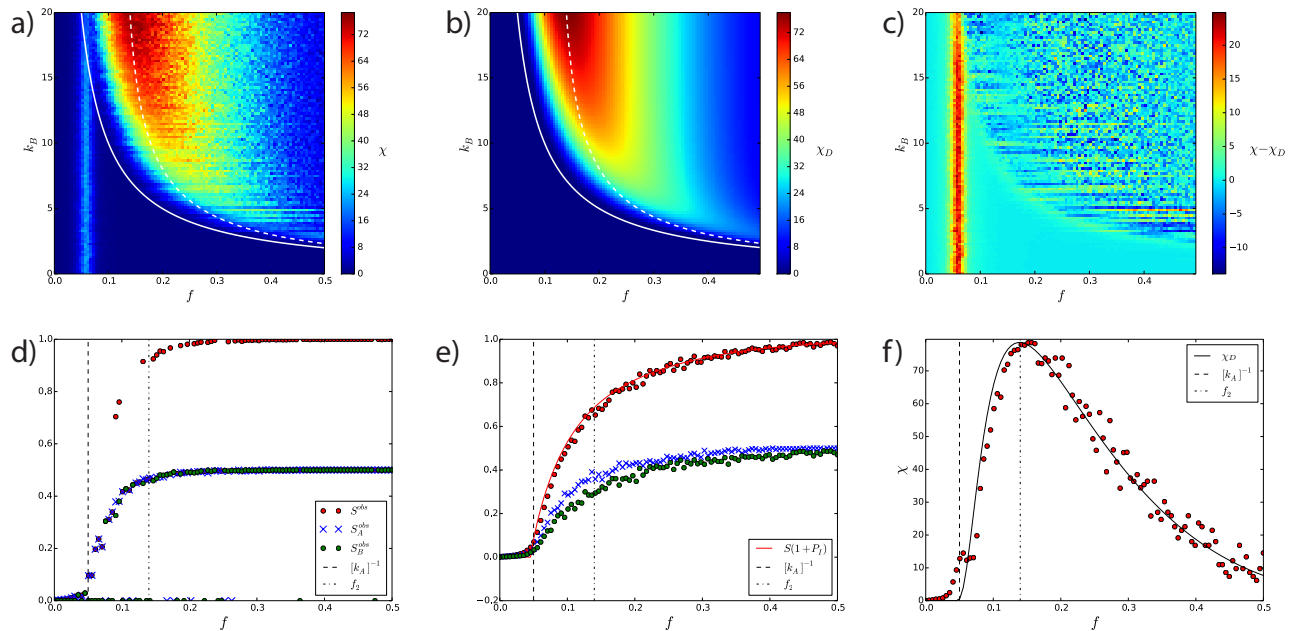 a)
20
15
10
5
0
k_B
0.0 0.1 0.2 0.3 0.4 0.5
f
72
64
56
48
40
32
24
16
8
0
χ
b)
20
15
10
5
0
k_B
0.0 0.1 0.2 0.3 0.4
f
72
64
56
48
40
32
24
16
8
0
χ_D
c)
20
15
10
5
0
k_B
0.0 0.1 0.2 0.3 0.4
f
20
15
10
5
0
−5
−10
χ−χ_D
d)
1.0
0.8
0.6
0.4
0.2
0.0
0.0 0.1 0.2 0.3 0.4 0.5
f
S^{obs}
S_A^{obs}
S_B^{obs}
[k_A]^{−1}
f_2
e)
1.0
0.8
0.6
0.4
0.2
0.0
−0.2
0.0 0.1 0.2 0.3 0.4 0.5
f
S(1+P_f)
[k_A]^{−1}
f_2
f)
80
70
60
50
40
30
20
10
0
χ
0.0 0.1 0.2 0.3 0.4 0.5
f
χ_D
[k_A]^{−1}
f_2